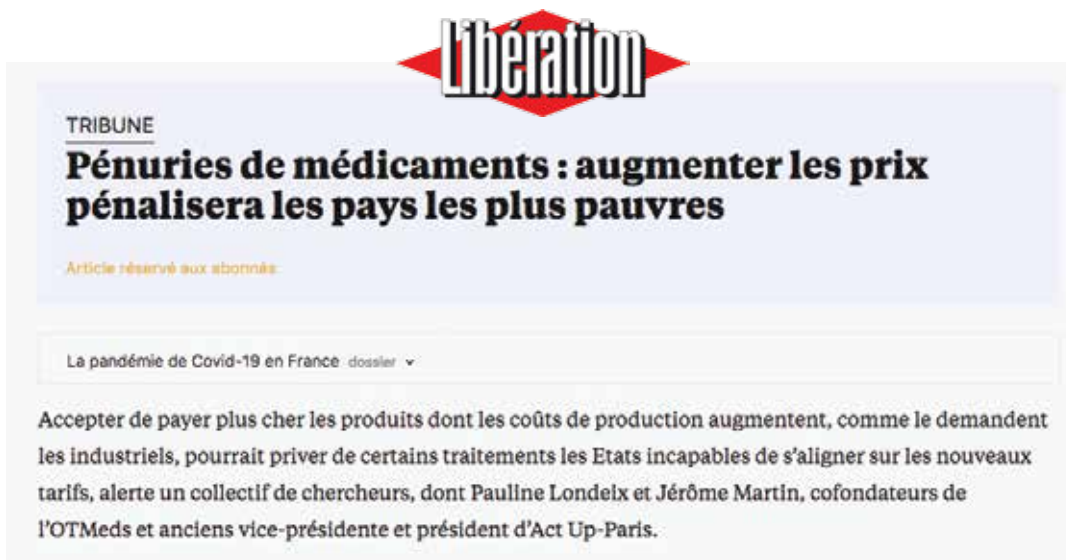 Libération
TRIBUNE
Pénuries de médicaments : augmenter les prix
pénalisera les pays les plus pauvres
Article réservé aux abonnés
La pandémie de Covid-19 en France dossier
Accepter de payer plus cher les produits dont les coûts de production augmentent, comme le demandent
les industriels, pourrait priver de certains traitements les Etats incapables de s’aligner sur les nouveaux
tarifs, alerte un collectif de chercheurs, dont Pauline Londeix et Jérôme Martin, cofondateurs de
l’OTMeds et anciens vice-présidente et président d’Act Up-Paris.